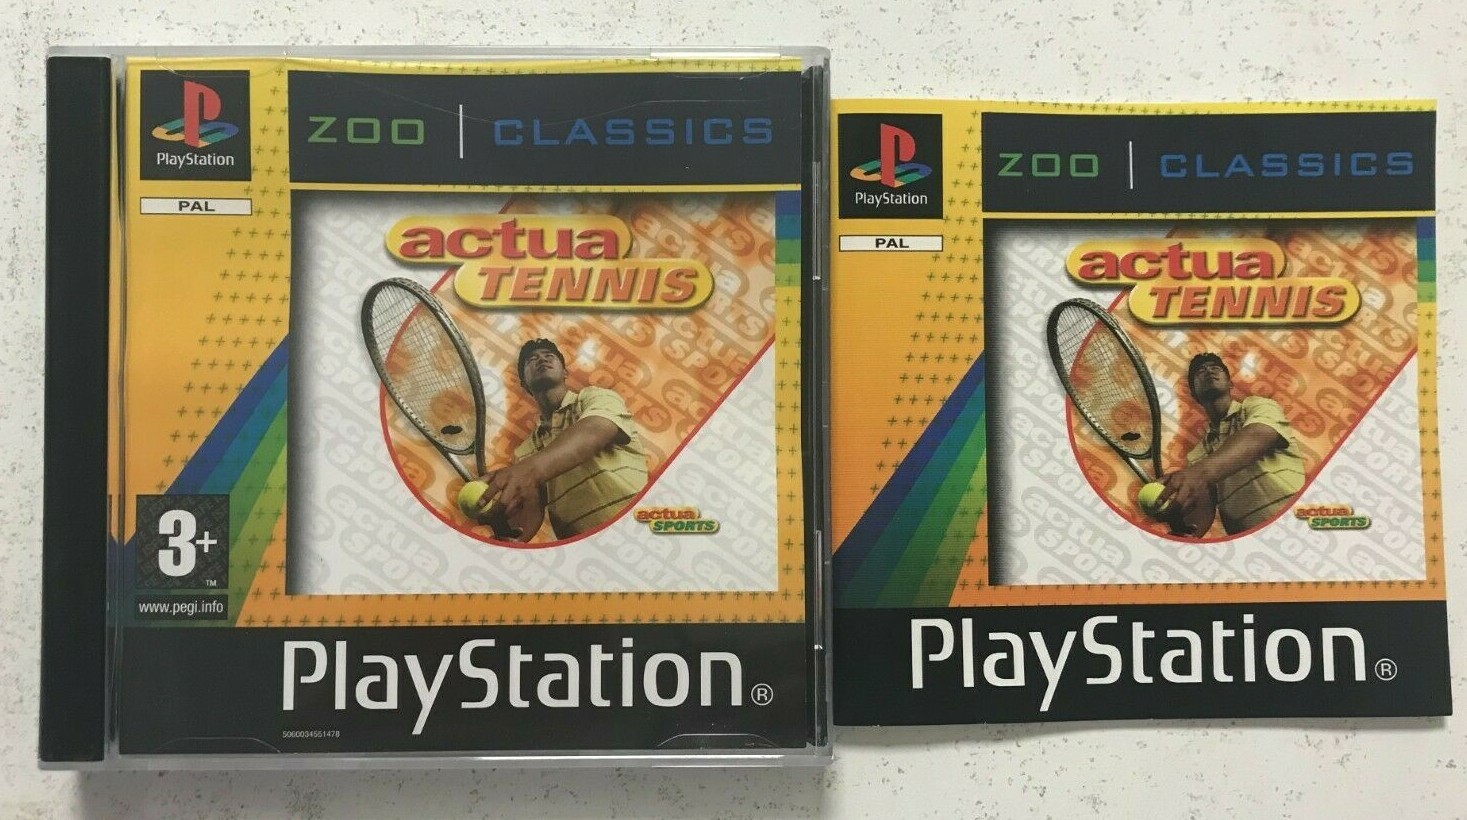 PlayStation
ZOO | CLASSICS
PAL
actua
TENNIS
actua
SPORTS
3+
TM
www.pegi.info
PlayStation®
5060034551478
PlayStation
ZOO | CLASSICS
PAL
actua
TENNIS
actua
SPORTS
PlayStation®